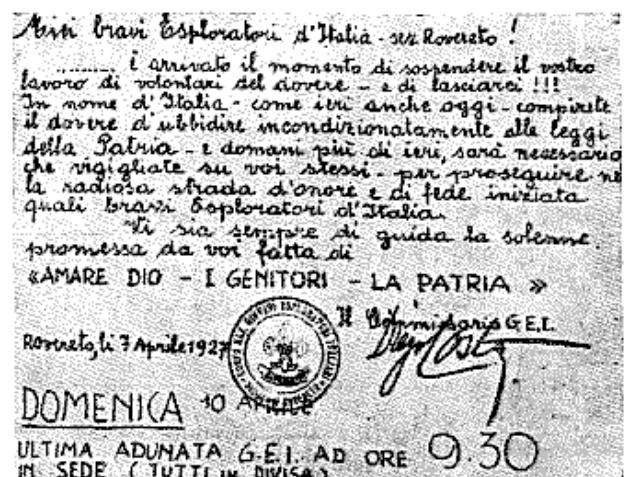 Miei bravi Esploratori d'Italia - sez Rovereto !
......... È arrivato il momento di sospendere il vostro
lavoro di volontari del dovere - e di lasciarci !!!
In nome d'Italia - come ieri anche oggi - compirete
il dovere d'ubbidire incondizionatamente alle leggi
della Patria - e domani più di ieri, sarà necessario
che vigigliate su voi stessi - per proseguire ne
la radiosa strada d'onore e di fede iniziata
quali bravi Esploratori d'Italia.
Vi sia sempre di guida la solenne
promessa da voi fatta di
«AMARE DIO - I GENITORI - LA PATRIA »
Il Commissario G.E.I.
Rovereto, li 7 Aprile 1927
DOMENICA 10 APRILE
ULTIMA ADUNATA G.E.I. AD ORE 9.30
IN SEDE ( TUTTI IN DIVISA)